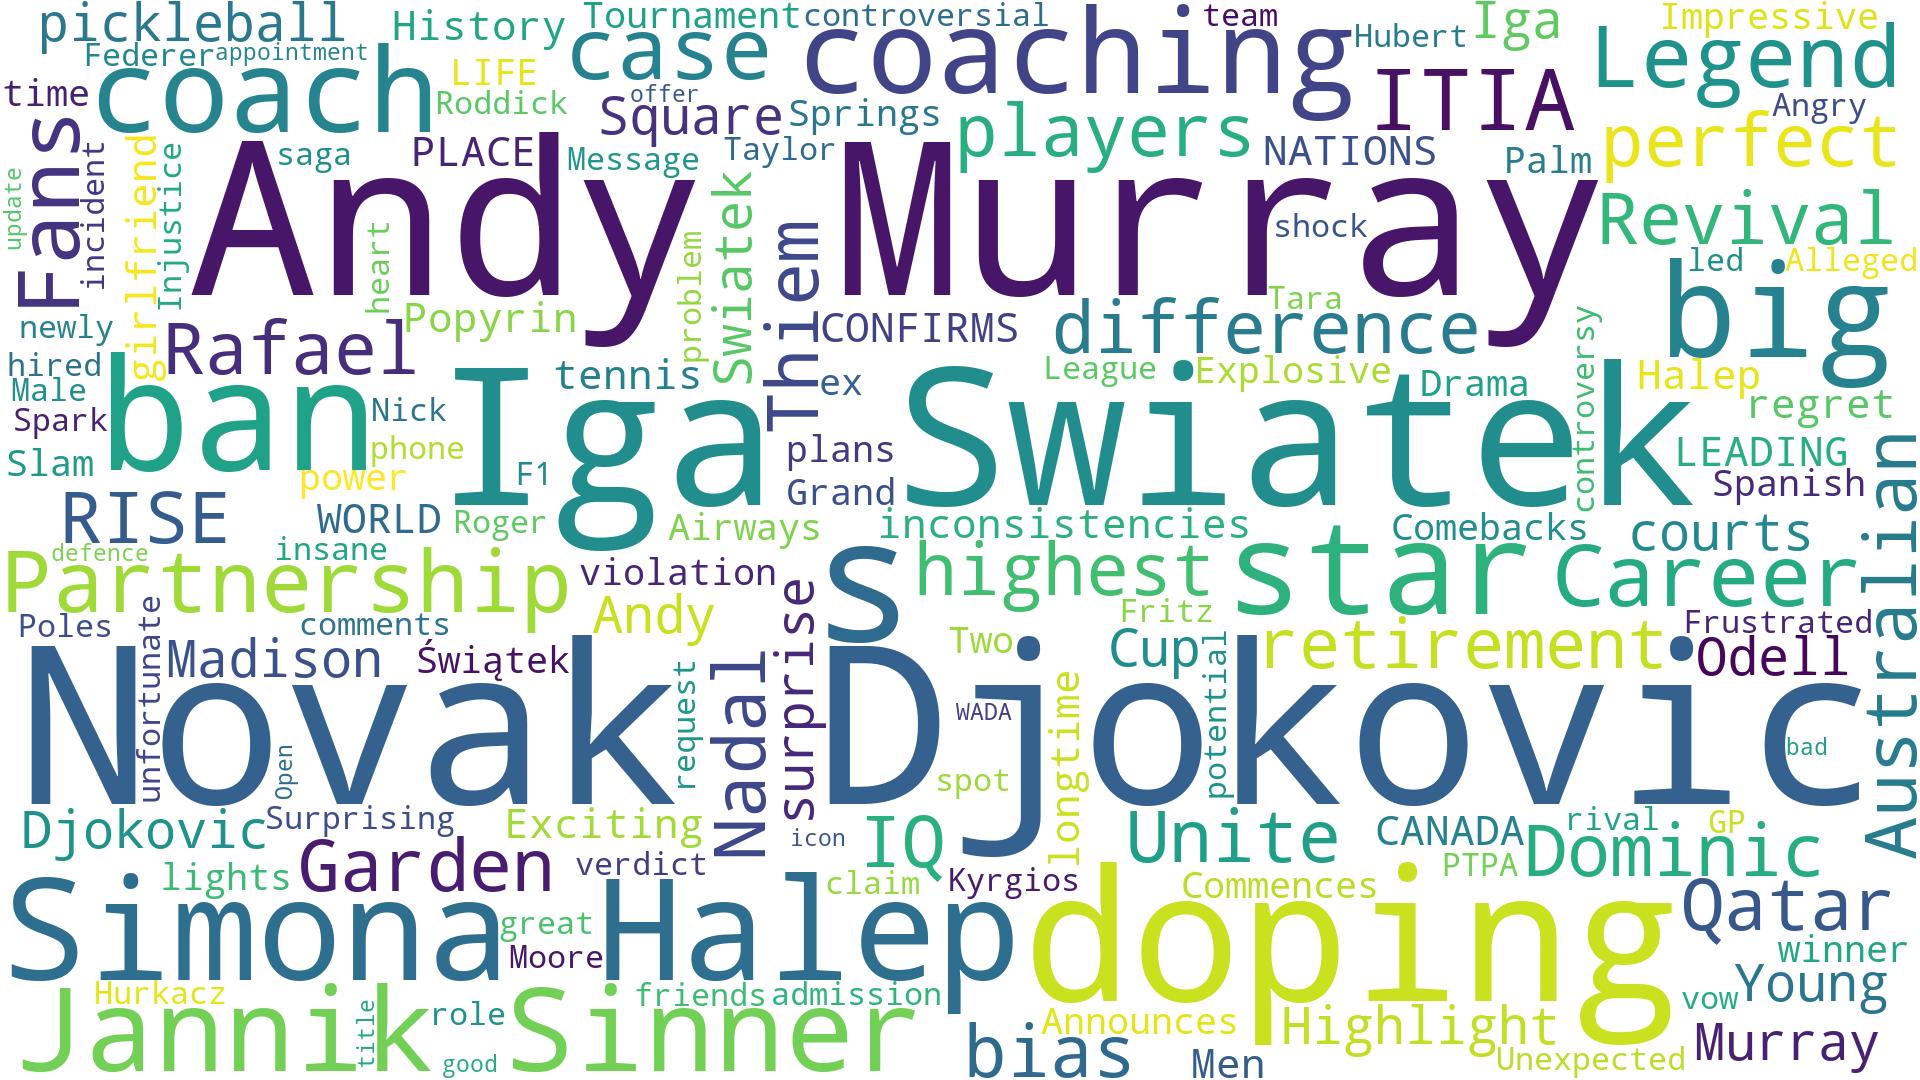 pickleball
History
Tournament
controversial
coaching
team
Hubert
Iga
Impressive
Federer
appointment
case
Legend
coach
LIFE
time
Roddick
offer
Square
Springs
players
ITIA
Angry
perfect
Fans
saga
PLACE
Message
Taylor
NATIONS
Palm
update
incident
girlfriend
Injustice
Andy
Murray
heart
problem
Swiatek
Thiem
shock
Revival
led
Alleged
big
newly
Rafael
Popyrin
CONFIRMS
difference
Tara
controversy
hired
Male
Spark
Slam
ban
Nick
phone
power
Iga
tennis
ex
League
Explosive
Drama
Halep
regret
Swiatek
plans
Grand
F1
LEADING
Spanish
Australian
RISE
WORLD
Roger
Airways
inconsistencies
Comebacks
courts
defence
insane
Partnership
violation
s
highest
star
Career
Poles
unfortunate
comments
Andy
surprise
Fritz
Frustrated
Madison
Świątek
Two
Cup
retirement
Odell
Novak
Djokovic
Open
request
Nadal
WADA
spot
longtime
potential
bad
Djokovic
Surprising
Exciting
icon
IQ
Unite
CANADA
rival
GP
Dominic
PTPA
lights
Garden
verdict
claim
Kyrgios
Commences
Qatar
Simona
Halep
great
Moore
doping
winner
Hurkacz
friends
admission
Young
vow
Jannik
title
role
good
Sinner
bias
Announces
Highlight
Men
Unexpected
Murray